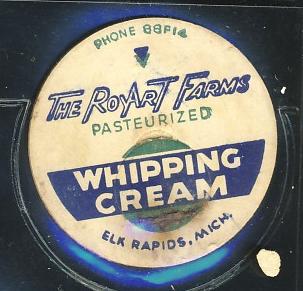 PHONE 88F14
THE ROYART FARMS
PASTEURIZED
WHIPPING
CREAM
ELK RAPIDS, MICH.